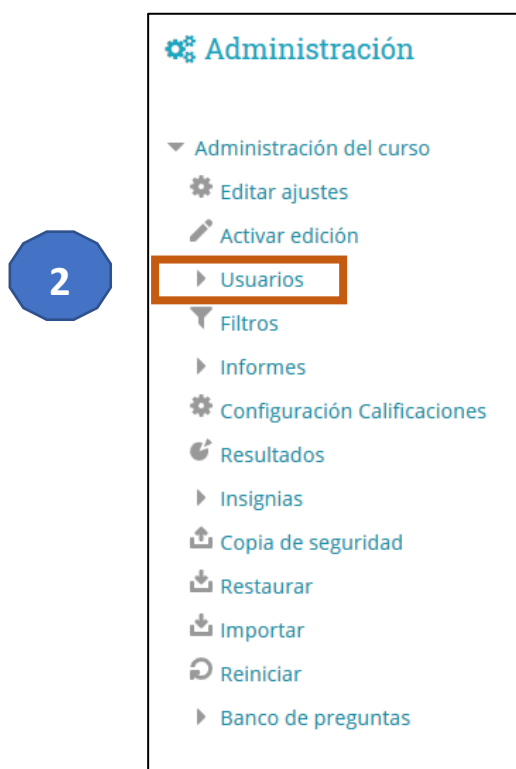 Administración
Administración del curso
Editar ajustes
Activar edición
2
Usuarios
Filtros
Informes
Configuración Calificaciones
Resultados
Insignias
Copia de seguridad
Restaurar
Importar
Reiniciar
Banco de preguntas